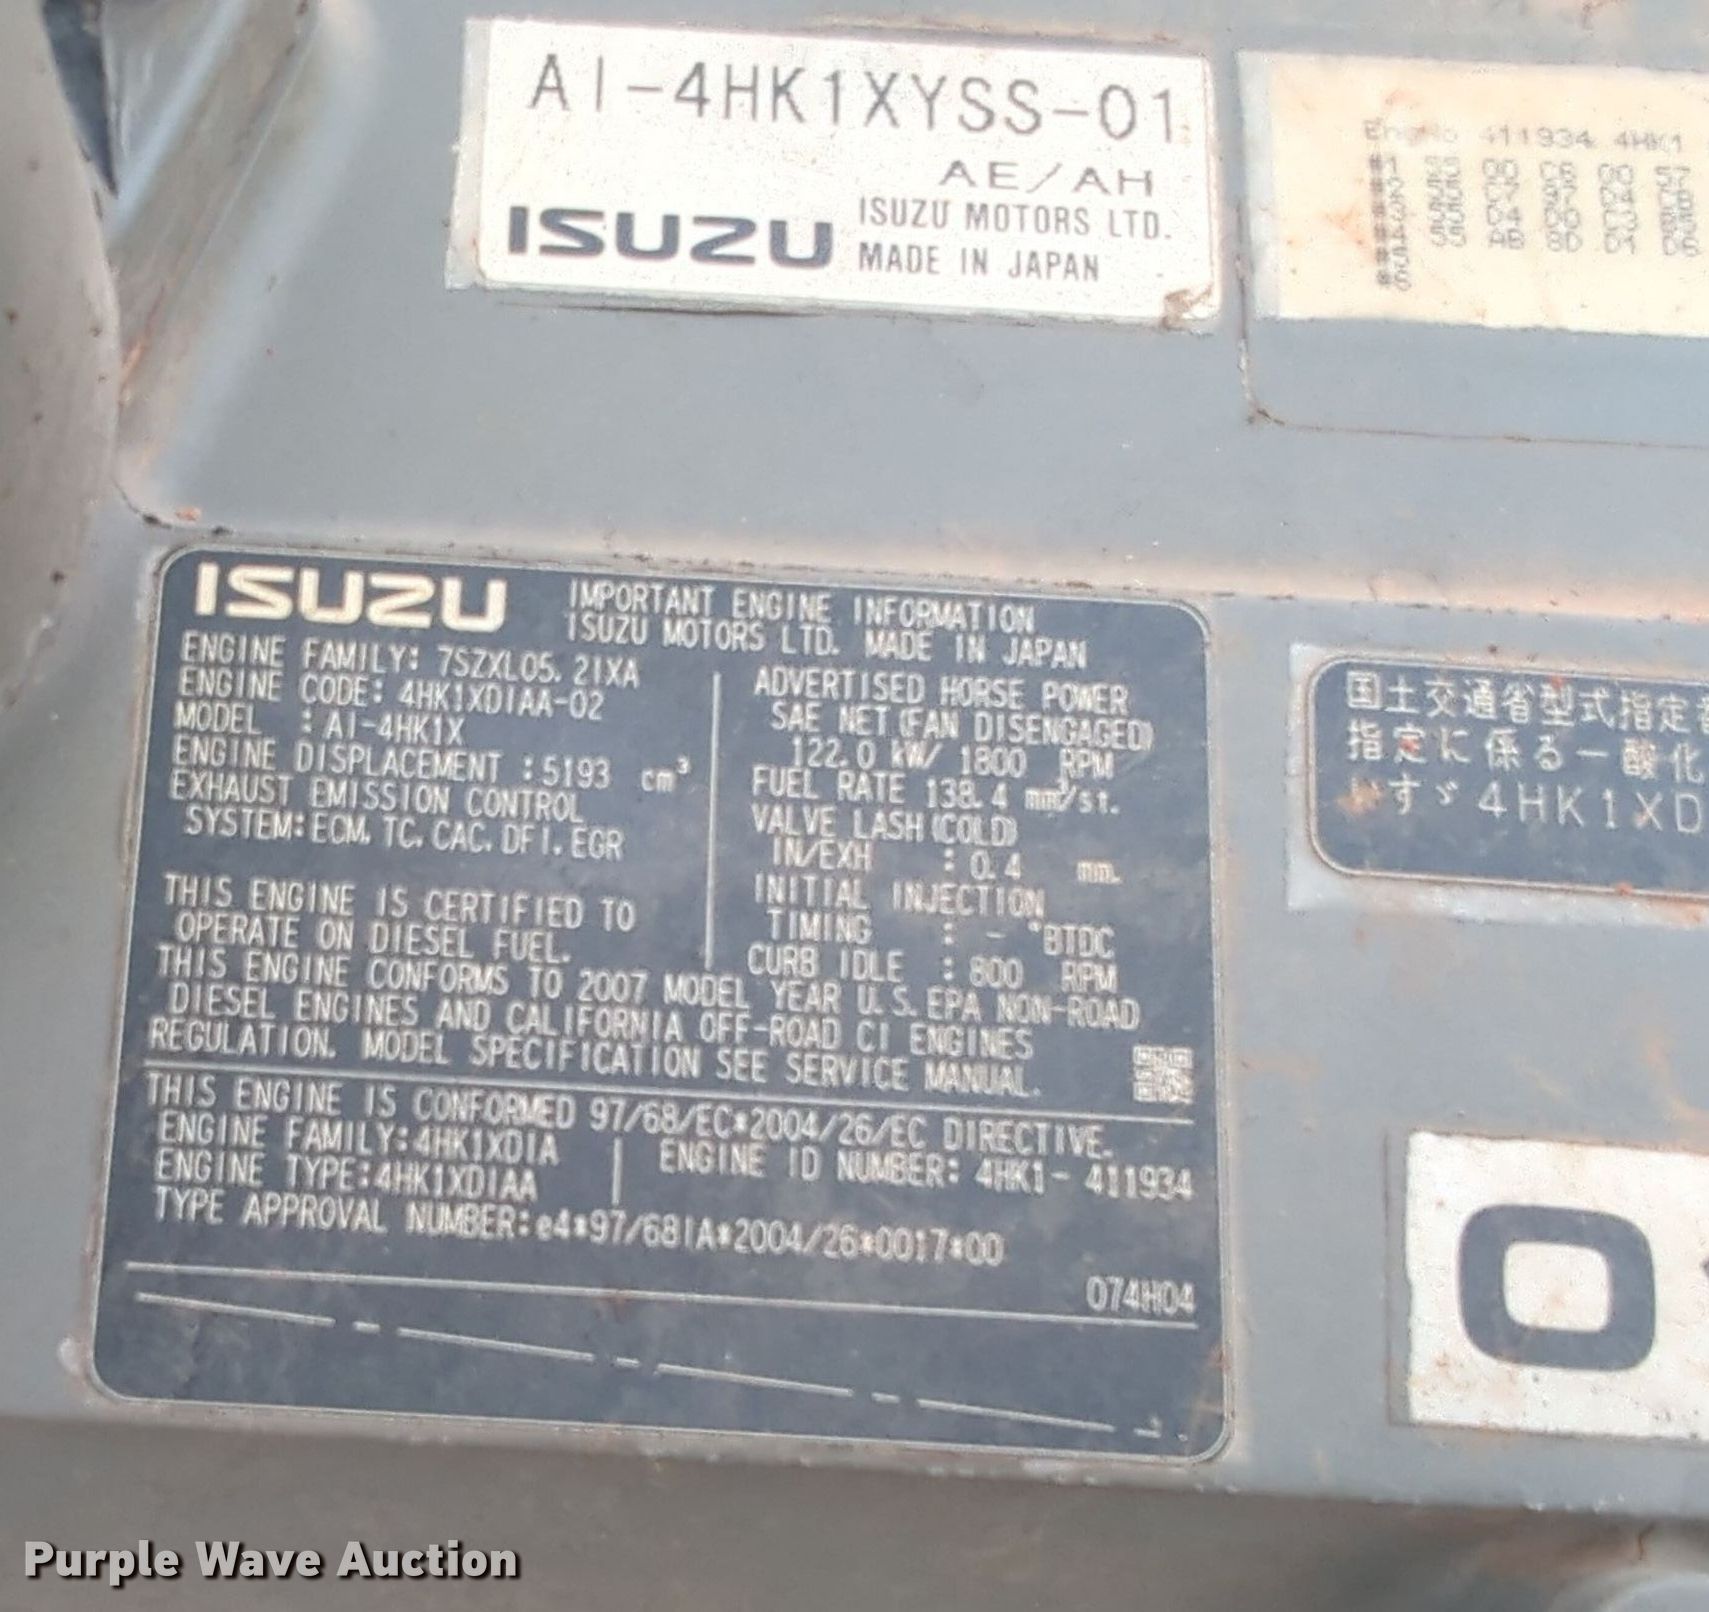 AI-4HK1XYSS-01
AE/AH
ISUZU
ISUZU MOTORS LTD.
MADE IN JAPAN
EngNo 411934 4HK1
ISUZU
IMPORTANT ENGINE INFORMATION
ISUZU MOTORS LTD. MADE IN JAPAN
ENGINE FAMILY: 7SZXL05.2IXA
ENGINE CODE: 4HK1XDIAA-02
MODEL : AI-4HK1X
ENGINE DISPLACEMENT : 5193 cm³
EXHAUST EMISSION CONTROL
SYSTEM: ECM, TC, CAC, DFI, EGR
THIS ENGINE IS CERTIFIED TO
OPERATE ON DIESEL FUEL.
ADVERTISED HORSE POWER
SAE NET (FAN DISENGAGED)
122.0 kW/ 1800 RPM
FUEL RATE 138.4 mm³/st.
VALVE LASH (COLD)
IN/EXH : 0.4 mm.
INITIAL INJECTION
TIMING : - °BTDC
CURB IDLE : 800 RPM
THIS ENGINE CONFORMS TO 2007 MODEL YEAR U.S. EPA NON-ROAD
DIESEL ENGINES AND CALIFORNIA OFF-ROAD CI ENGINES
REGULATION. MODEL SPECIFICATION SEE SERVICE MANUAL.
THIS ENGINE IS CONFORMED 97/68/EC*2004/26/EC DIRECTIVE.
ENGINE FAMILY: 4HK1XDIA
ENGINE TYPE: 4HK1XDIAA
ENGINE ID NUMBER: 4HK1- 411934
TYPE APPROVAL NUMBER: e4*97/68IA*2004/26*0017*00
074H04
国土交通省型式指定
指定に係る一酸化
いすゞ 4HK1XD
0
Purple Wave Auction